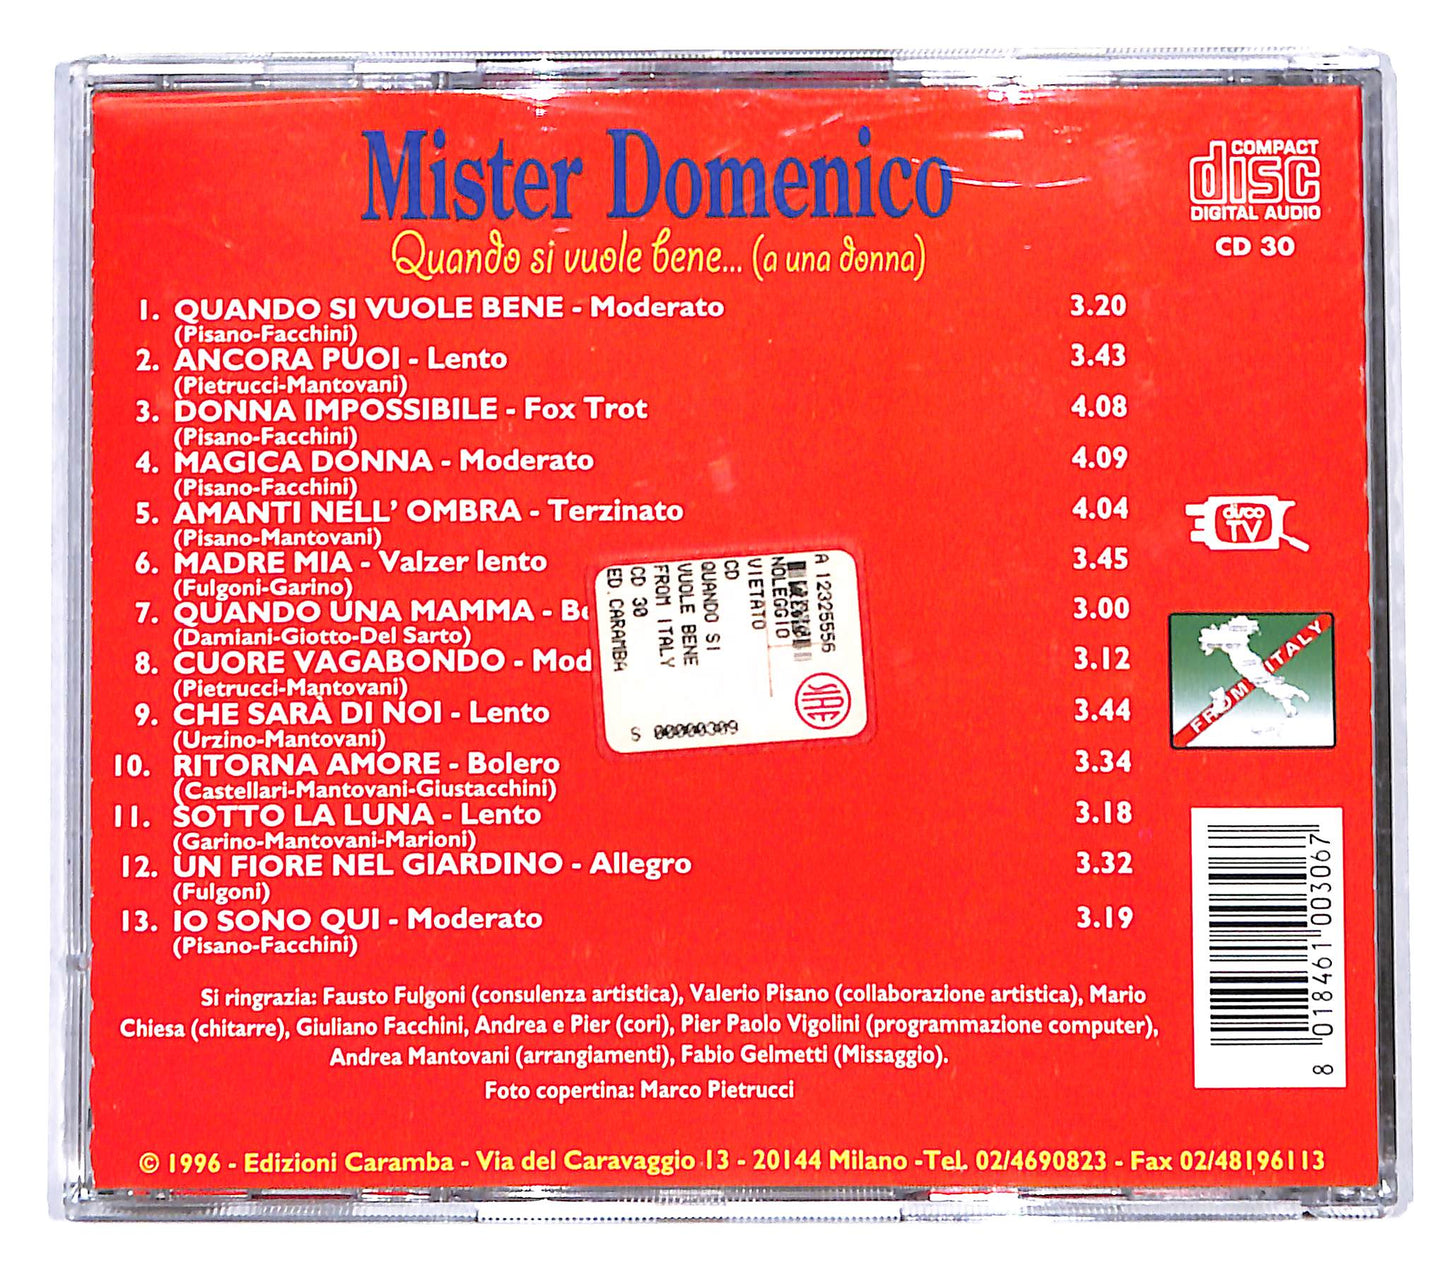 Mister Domenico
Quando si vuole bene... (a una donna)
COMPACT
disc
DIGITAL AUDIO
CD 30
1. QUANDO SI VUOLE BENE - Moderato 3.20
(Pisano-Facchini)
2. ANCORA PUOI - Lento 3.43
(Pietrucci-Mantovani)
3. DONNA IMPOSSIBILE - Fox Trot 4.08
(Pisano-Facchini)
4. MAGICA DONNA - Moderato 4.09
(Pisano-Facchini)
5. AMANTI NELL' OMBRA - Terzinato 4.04
(Pisano-Mantovani)
6. MADRE MIA - Valzer lento 3.45
(Fulgoni-Garino)
7. QUANDO UNA MAMMA - 3.00
(Damiani-Giotto-Del Sarto)
8. CUORE VAGABONDO - Mod 3.12
(Pietrucci-Mantovani)
9. CHE SARÀ DI NOI - Lento 3.44
(Urzino-Mantovani)
10. RITORNA AMORE - Bolero 3.34
(Castellari-Mantovani-Giustacchini)
11. SOTTO LA LUNA - Lento 3.18
(Garino-Mantovani-Marioni)
12. UN FIORE NEL GIARDINO - Allegro 3.32
(Fulgoni)
13. IO SONO QUI - Moderato 3.19
(Pisano-Facchini)
A 12325556
NOLEGGIO
VIETATO
CD
QUANDO SI
VUOLE BENE
FROM ITALY
CD 30
ED. CARAMBA
S 00000309
SIAE
disco
TV
FROM ITALY
8 018461 003067
Si ringrazia: Fausto Fulgoni (consulenza artistica), Valerio Pisano (collaborazione artistica), Mario
Chiesa (chitarre), Giuliano Facchini, Andrea e Pier (cori), Pier Paolo Vigolini (programmazione computer),
Andrea Mantovani (arrangiamenti), Fabio Gelmetti (Missaggio).
Foto copertina: Marco Pietrucci
© 1996 - Edizioni Caramba - Via del Caravaggio 13 - 20144 Milano -Tel. 02/4690823 - Fax 02/48196113